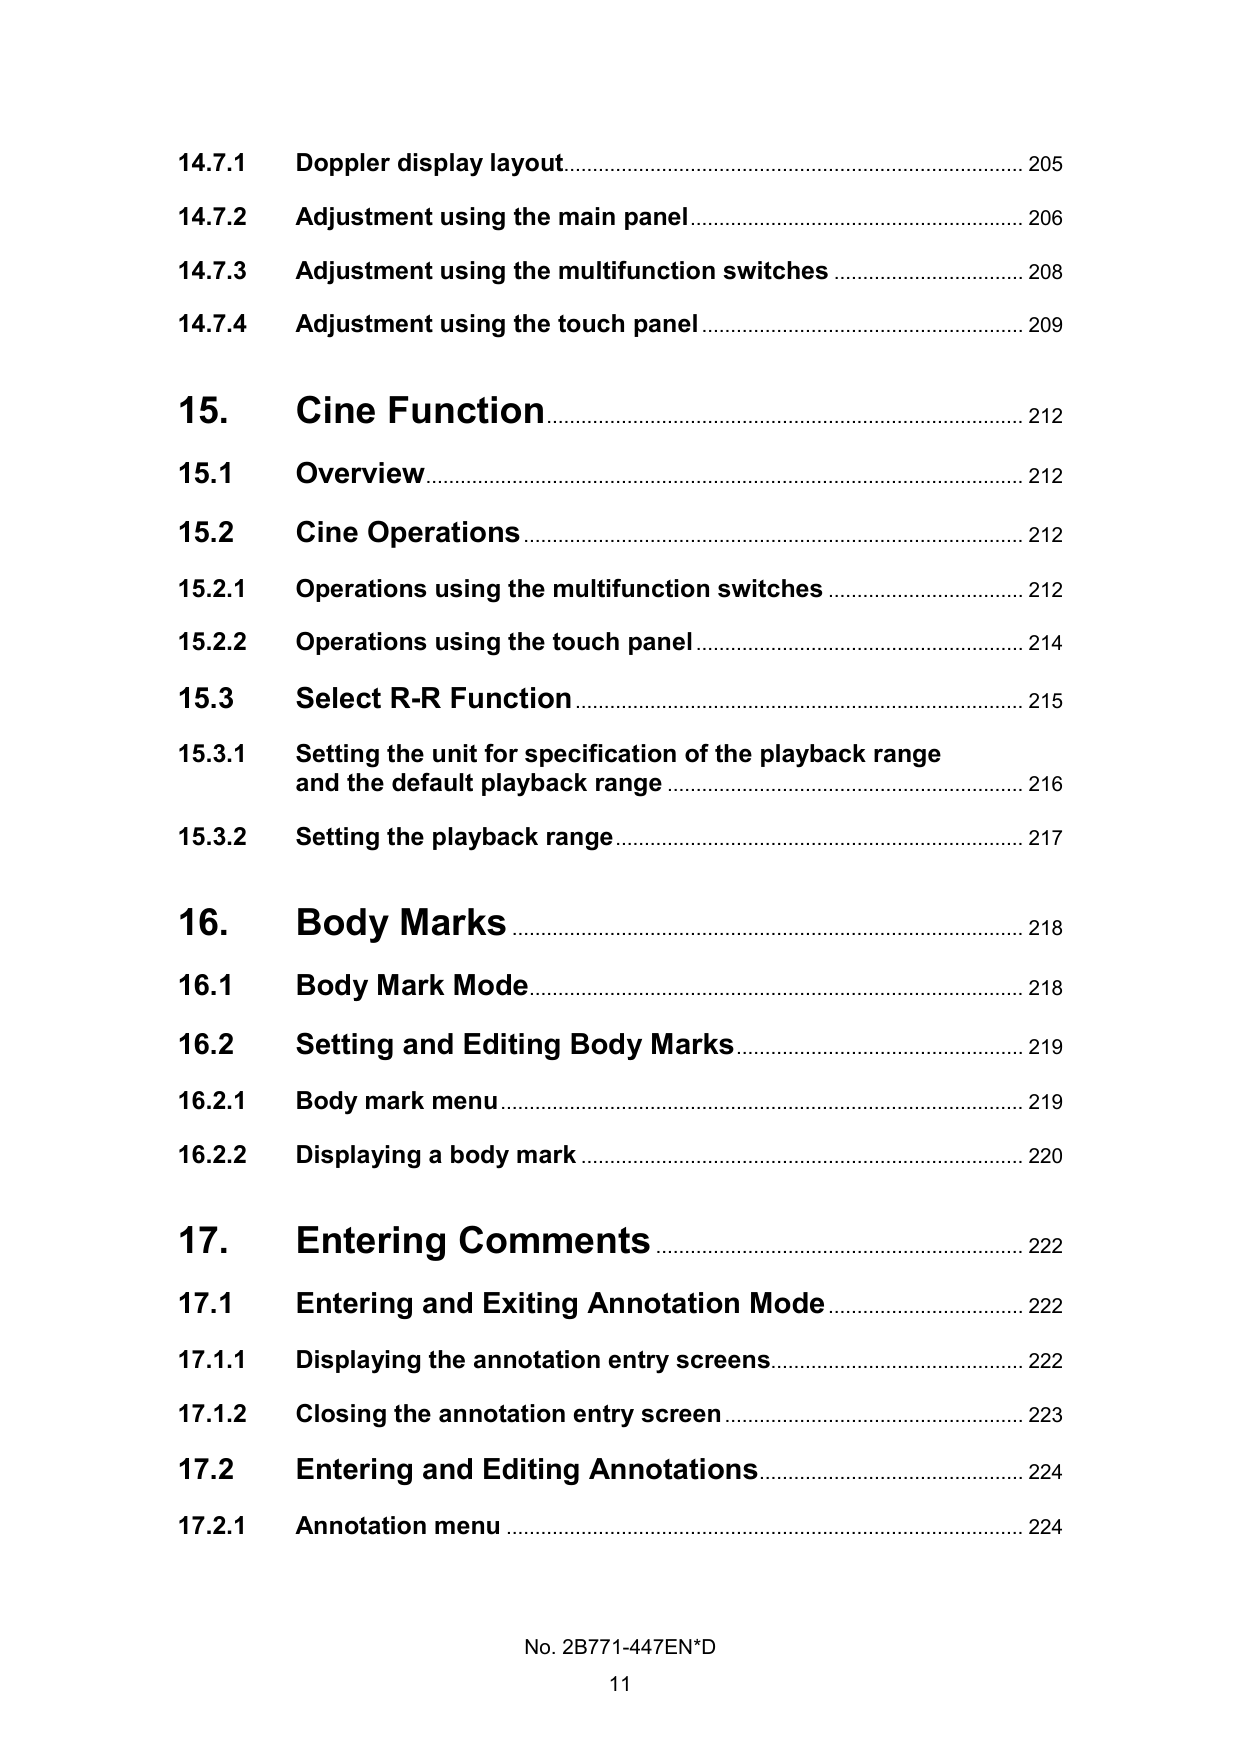 14.7.1 Doppler display layout 205
14.7.2 Adjustment using the main panel 206
14.7.3 Adjustment using the multifunction switches 208
14.7.4 Adjustment using the touch panel 209
15. Cine Function 212
15.1 Overview 212
15.2 Cine Operations 212
15.2.1 Operations using the multifunction switches 212
15.2.2 Operations using the touch panel 214
15.3 Select R-R Function 215
15.3.1 Setting the unit for specification of the playback range
and the default playback range 216
15.3.2 Setting the playback range 217
16. Body Marks 218
16.1 Body Mark Mode 218
16.2 Setting and Editing Body Marks 219
16.2.1 Body mark menu 219
16.2.2 Displaying a body mark 220
17. Entering Comments 222
17.1 Entering and Exiting Annotation Mode 222
17.1.1 Displaying the annotation entry screens 222
17.1.2 Closing the annotation entry screen 223
17.2 Entering and Editing Annotations 224
17.2.1 Annotation menu 224
No. 2B771-447EN*D
11